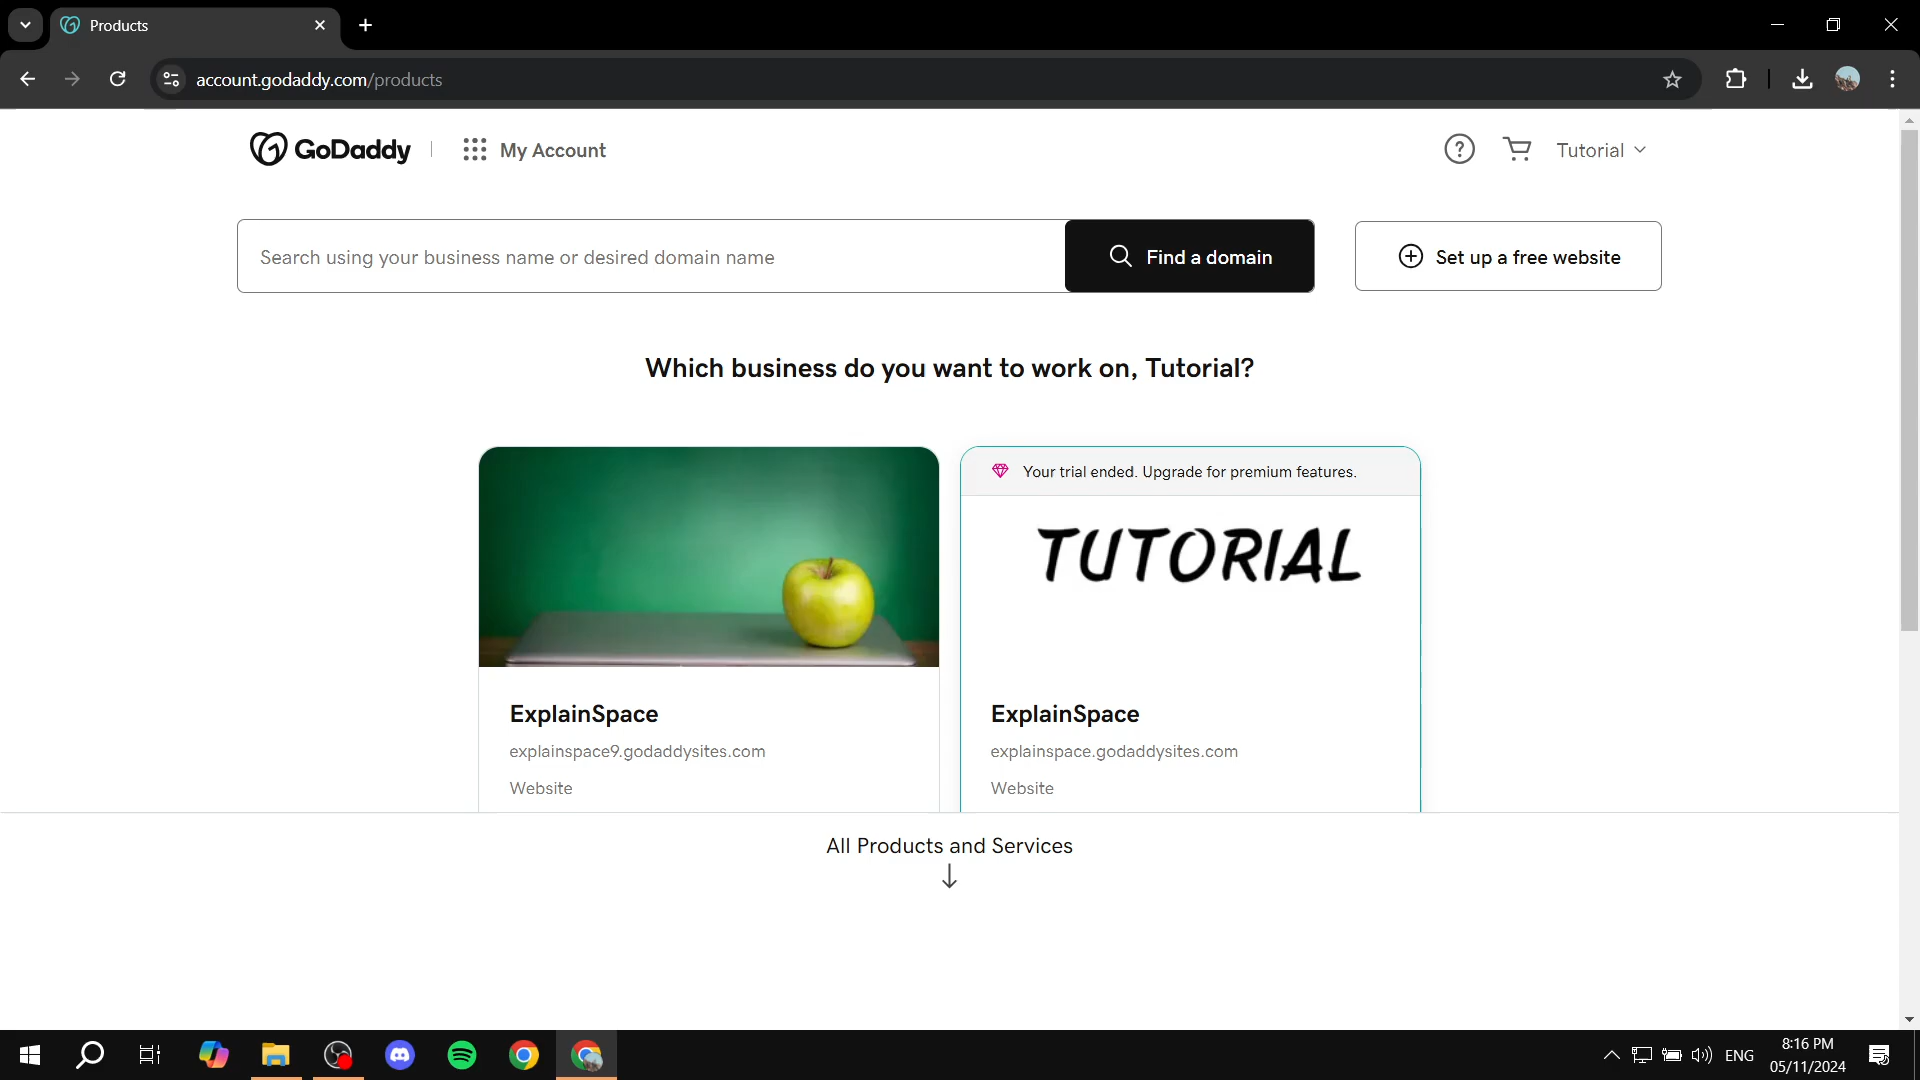 Products
account.godaddy.com/products
GoDaddy
My Account
Tutorial
Search using your business name or desired domain name
Find a domain
Set up a free website
Which business do you want to work on, Tutorial?
Your trial ended. Upgrade for premium features.
TUTORIAL
ExplainSpace
explainspace9.godaddysites.com
Website
ExplainSpace
explainspace.godaddysites.com
Website
All Products and Services
ENG
8:16 PM
05/11/2024